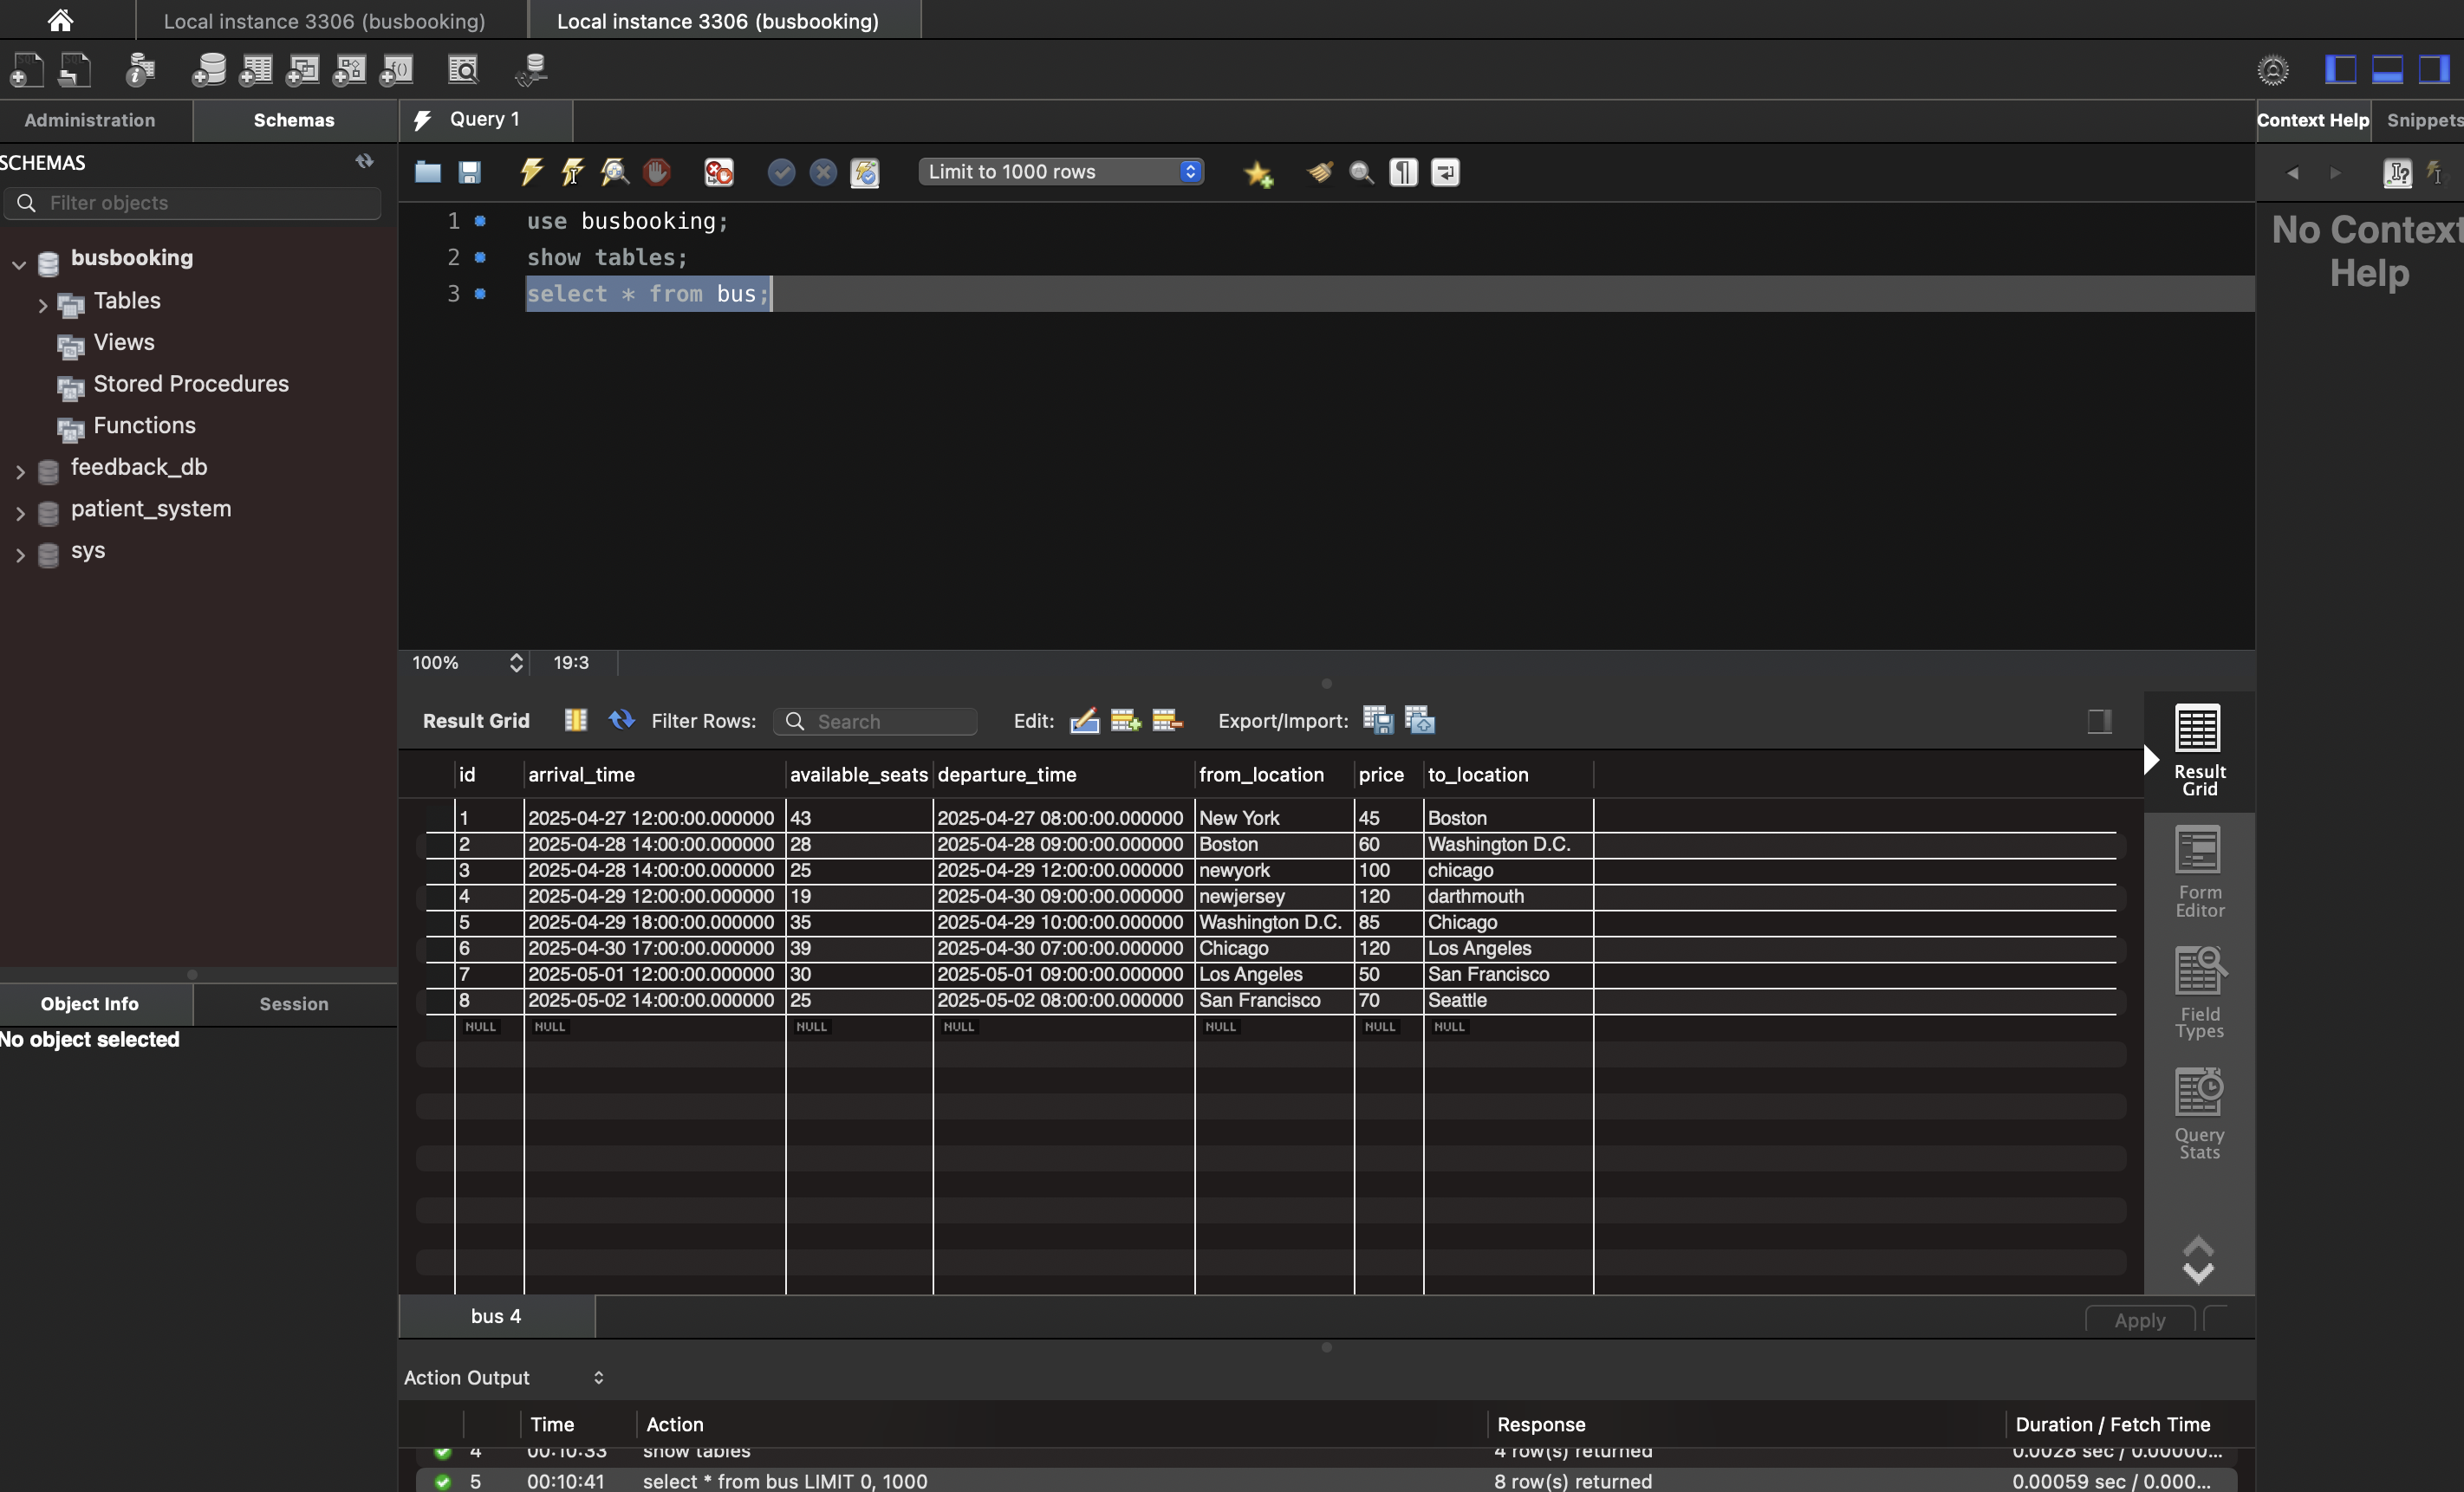 Local instance 3306 (busbooking) Local instance 3306 (busbooking)
Administration Schemas Query 1 Context Help Snippets
SCHEMAS
Filter objects
Limit to 1000 rows
busbooking
Tables
Views
Stored Procedures
Functions
feedback_db
patient_system
sys
1 use busbooking;
2 show tables;
3 select * from bus;
No Context
Help
100% 19:3
Result Grid Filter Rows: Search Edit: Export/Import:
id arrival_time available_seats departure_time from_location price to_location
1 2025-04-27 12:00:00.000000 43 2025-04-27 08:00:00.000000 New York 45 Boston
2 2025-04-28 14:00:00.000000 28 2025-04-28 09:00:00.000000 Boston 60 Washington D.C.
3 2025-04-28 14:00:00.000000 25 2025-04-29 12:00:00.000000 newyork 100 chicago
4 2025-04-29 12:00:00.000000 19 2025-04-30 09:00:00.000000 newjersey 120 darthmouth
5 2025-04-29 18:00:00.000000 35 2025-04-29 10:00:00.000000 Washington D.C. 85 Chicago
6 2025-04-30 17:00:00.000000 39 2025-04-30 07:00:00.000000 Chicago 120 Los Angeles
7 2025-05-01 12:00:00.000000 30 2025-05-01 09:00:00.000000 Los Angeles 50 San Francisco
8 2025-05-02 14:00:00.000000 25 2025-05-02 08:00:00.000000 San Francisco 70 Seattle
NULL NULL NULL NULL NULL NULL NULL
Result
Grid
Form
Editor
Field
Types
Query
Stats
Object Info Session
No object selected
bus 4 Apply
Action Output
Time Action Response Duration / Fetch Time
4 00:10:33 show tables 4 row(s) returned 0.0028 sec / 0.00000...
5 00:10:41 select * from bus LIMIT 0, 1000 8 row(s) returned 0.00059 sec / 0.000...